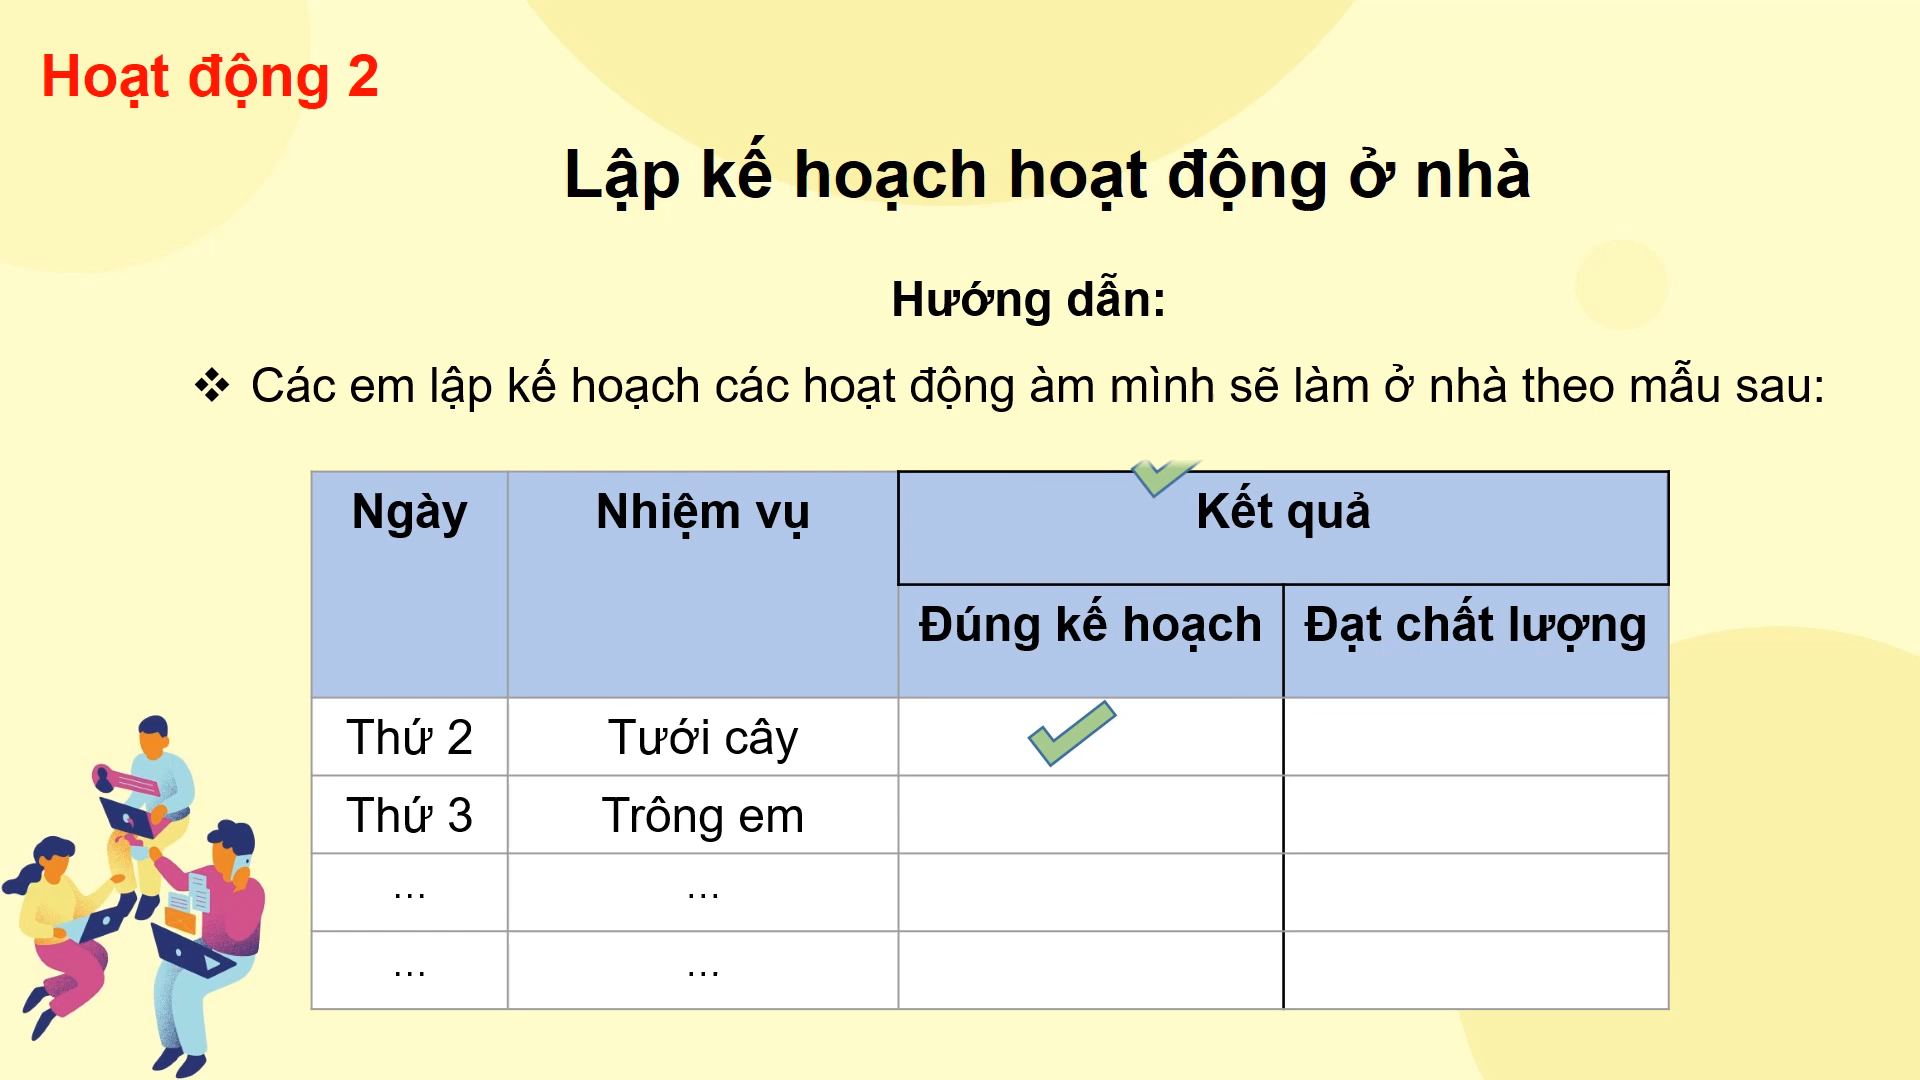 Hoạt động 2
Lập kế hoạch hoạt động ở nhà
Hướng dẫn:
❖ Các em lập kế hoạch các hoạt động àm mình sẽ làm ở nhà theo mẫu sau:
Ngày Nhiệm vụ Kết quả
Đúng kế hoạch Đạt chất lượng
Thứ 2 Tưới cây
Thứ 3 Trông em
... ...
... ...